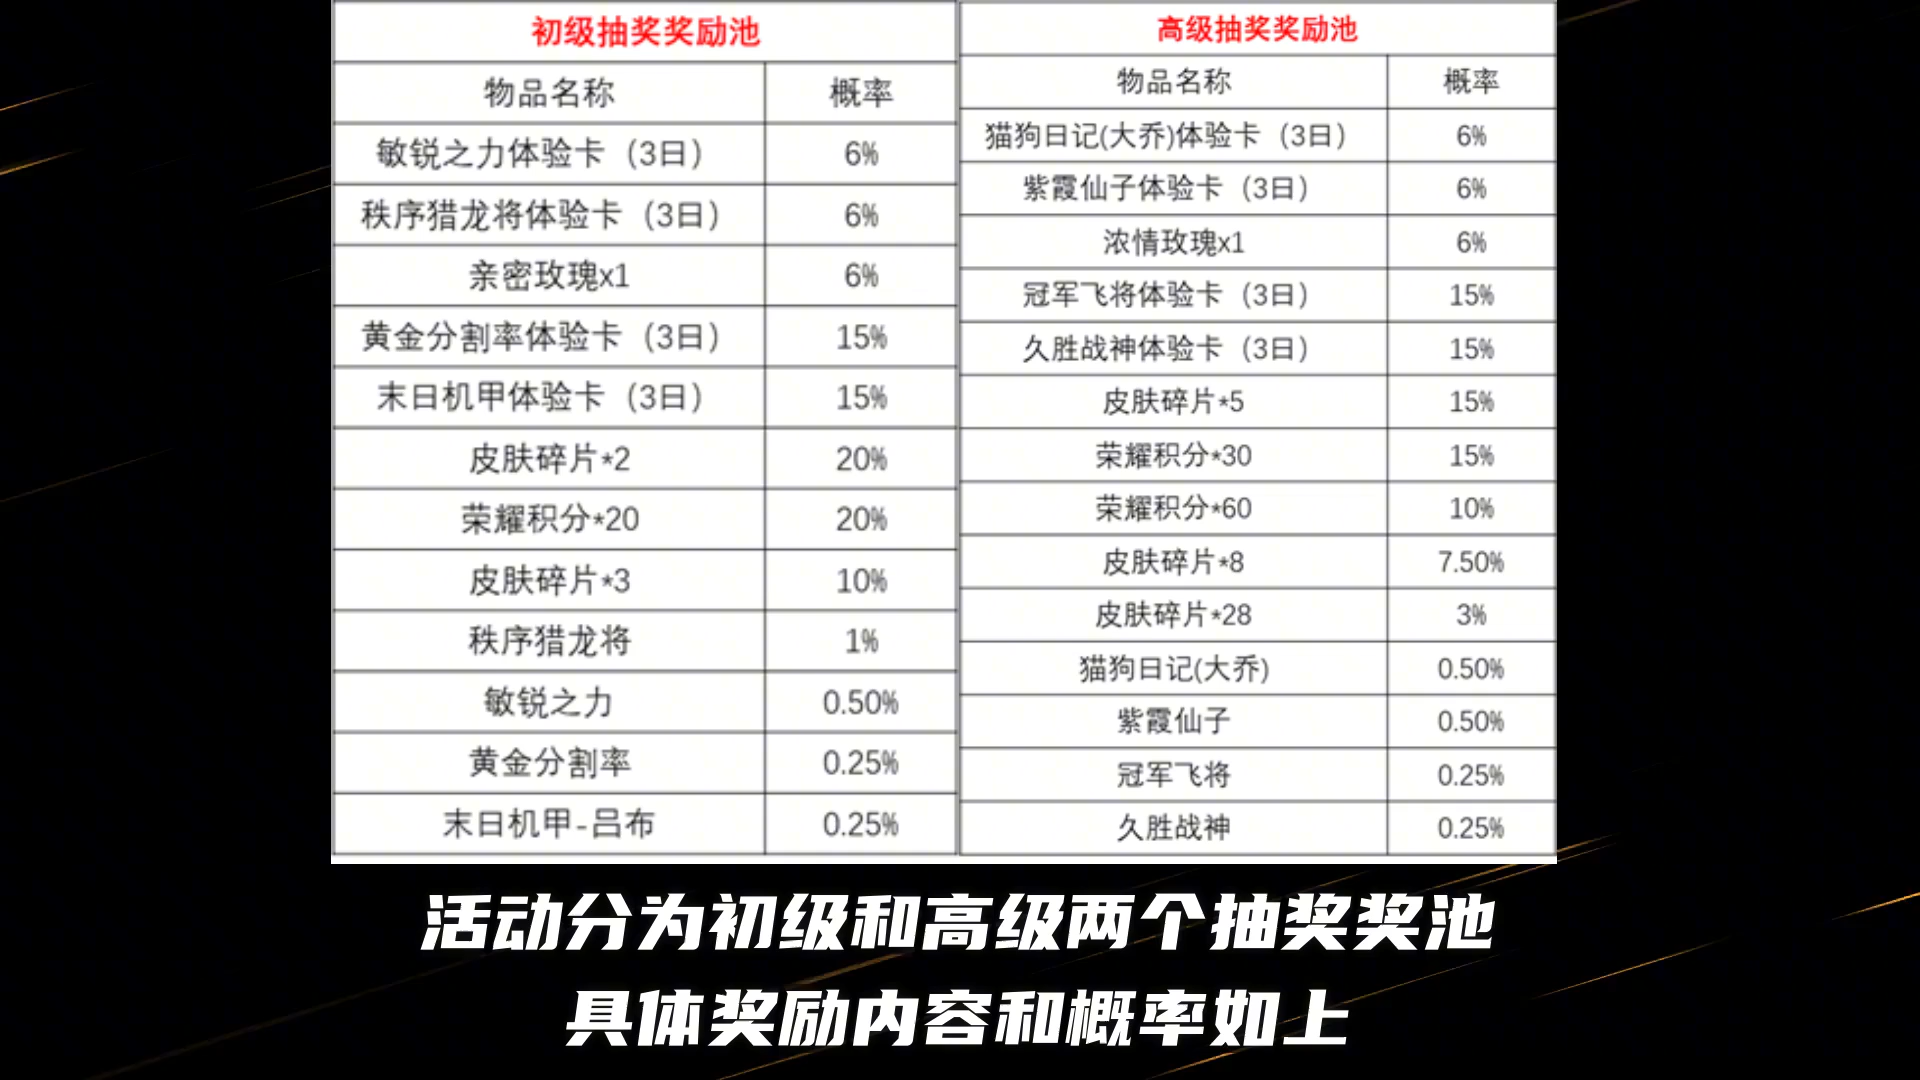 初级抽奖奖励池
物品名称 概率
敏锐之力体验卡（3日） 6%
秩序猎龙将体验卡（3日） 6%
亲密玫瑰x1 6%
黄金分割率体验卡（3日） 15%
末日机甲体验卡（3日） 15%
皮肤碎片*2 20%
荣耀积分*20 20%
皮肤碎片*3 10%
秩序猎龙将 1%
敏锐之力 0.50%
黄金分割率 0.25%
末日机甲-吕布 0.25%
高级抽奖奖励池
物品名称 概率
猫狗日记(大乔)体验卡（3日） 6%
紫霞仙子体验卡（3日） 6%
浓情玫瑰x1 6%
冠军飞将体验卡（3日） 15%
久胜战神体验卡（3日） 15%
皮肤碎片*5 15%
荣耀积分*30 15%
荣耀积分*60 10%
皮肤碎片*8 7.50%
皮肤碎片*28 3%
猫狗日记(大乔) 0.50%
紫霞仙子 0.50%
冠军飞将 0.25%
久胜战神 0.25%
活动分为初级和高级两个抽奖奖池
具体奖励内容和概率如上